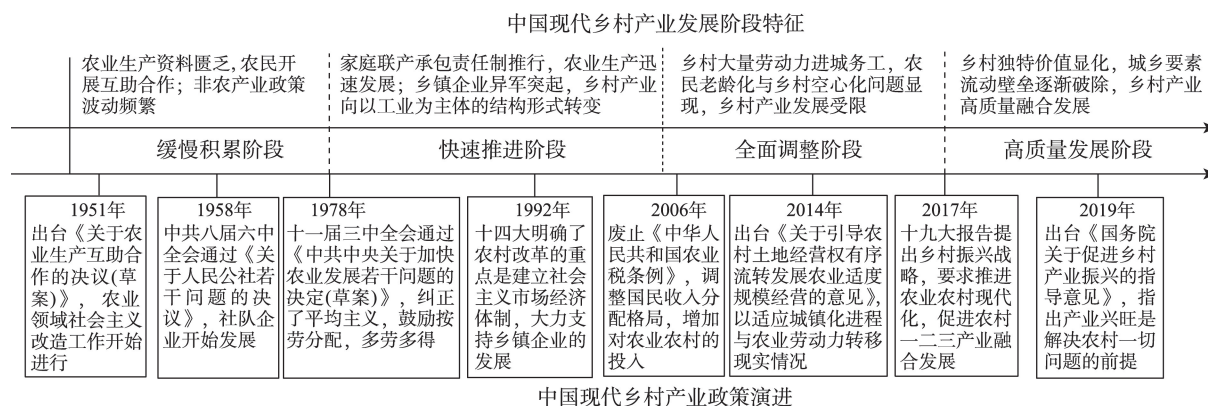 中国现代乡村产业发展阶段特征
农业生产资料匮乏,农民开
展互助合作；非农产业政策
波动频繁
家庭联产承包责任制推行，农业生产迅
速发展；乡镇企业异军突起，乡村产业
向以工业为主体的结构形式转变
乡村大量劳动力进城务工，农
民老龄化与乡村空心化问题显
现，乡村产业发展受限
乡村独特价值显化，城乡要素
流动壁垒逐渐破除，乡村产业
高质量融合发展
缓慢积累阶段
快速推进阶段
全面调整阶段
高质量发展阶段
1951年
出台《关于农
业生产互助合
作的决议(草
案)》，农业
领域社会主义
改造工作开始
进行
1958年
中共八届六中
全会通过《关
于人民公社若
干问题的决
议》，社队企
业开始发展
1978年
十一届三中全会通过
《中共中央关于加快
农业发展若干问题的
决定(草案)》，纠正
了平均主义，鼓励按
劳分配，多劳多得
1992年
十四大明确了
农村改革的重
点是建立社会
主义市场经济
体制，大力支
持乡镇企业的
发展
2006年
废止《中华人
民共和国农业
税条例》，调
整国民收入分
配格局，增加
对农业农村的
投入
2014年
出台《关于引导农
村土地经营权有序
流转发展农业适度
规模经营的意见》，
以适应城镇化进程
与农业劳动力转移
现实情况
2017年
十九大报告提
出乡村振兴战
略，要求推进
农业农村现代
化，促进农村
一二三产业融
合发展
2019年
出台《国务院
关于促进乡村
产业振兴的指
导意见》，指
出产业兴旺是
解决农村一切
问题的前提
中国现代乡村产业政策演进